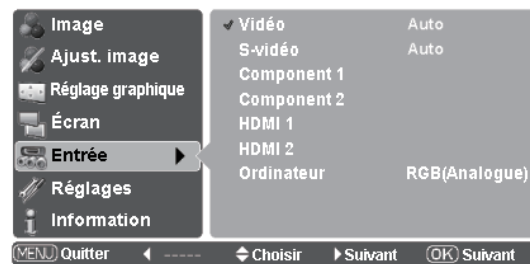 Image
Ajust. image
Réglage graphique
Écran
Entrée
Réglages
Information
Vidéo Auto
S-vidéo Auto
Component 1
Component 2
HDMI 1
HDMI 2
Ordinateur RGB(Analogue)
MENU Quitter ----- Choisir Suivant OK Suivant